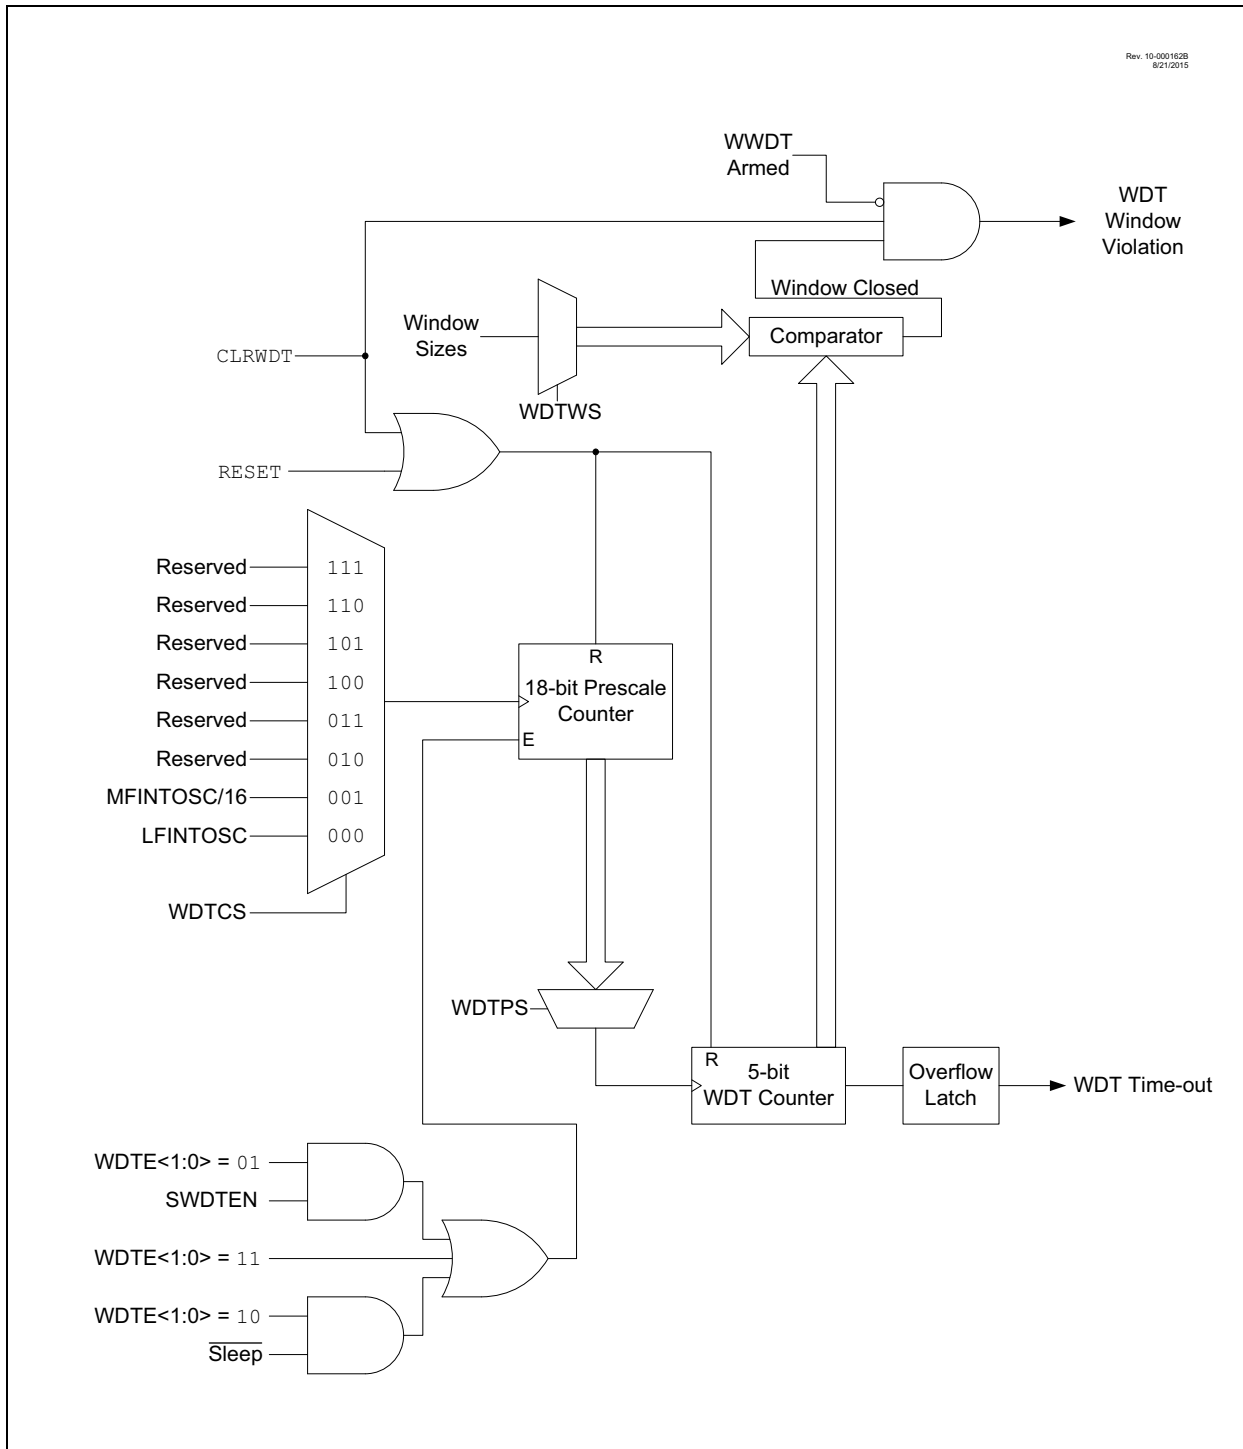 Rev. 10-000162B
8/21/2015
WWDT
Armed
WDT
Window
Violation
Window Closed
Window
Sizes
Comparator
CLRWDT
WDTWS
RESET
Reserved 111
Reserved 110
Reserved 101
Reserved 100
Reserved 011
Reserved 010
MFINTOSC/16 001
LFINTOSC 000
WDTCS
R
18-bit Prescale
Counter
E
WDTPS
R
5-bit
WDT Counter
Overflow
Latch
WDT Time-out
WDTE<1:0> = 01
SWDTEN
WDTE<1:0> = 11
WDTE<1:0> = 10
Sleep